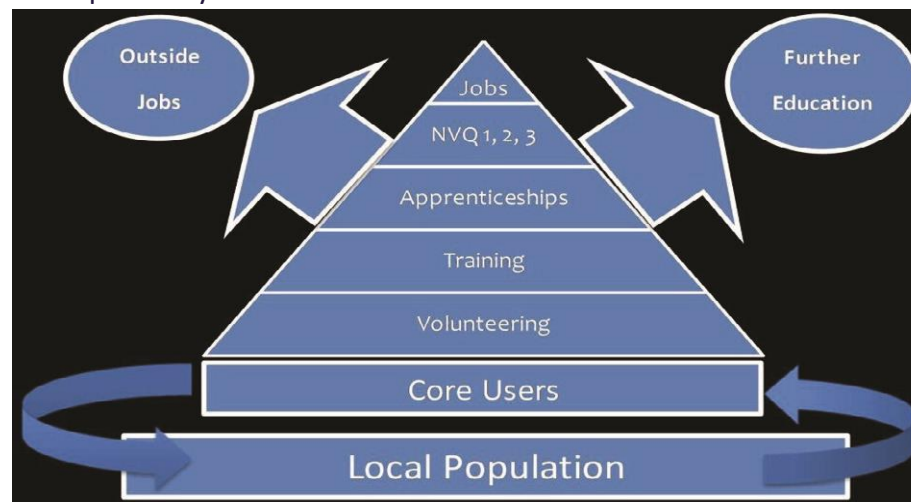 Outside
Jobs
Further
Education
Jobs
NVQ 1, 2, 3
Apprenticeships
Training
Volunteering
Core Users
Local Population